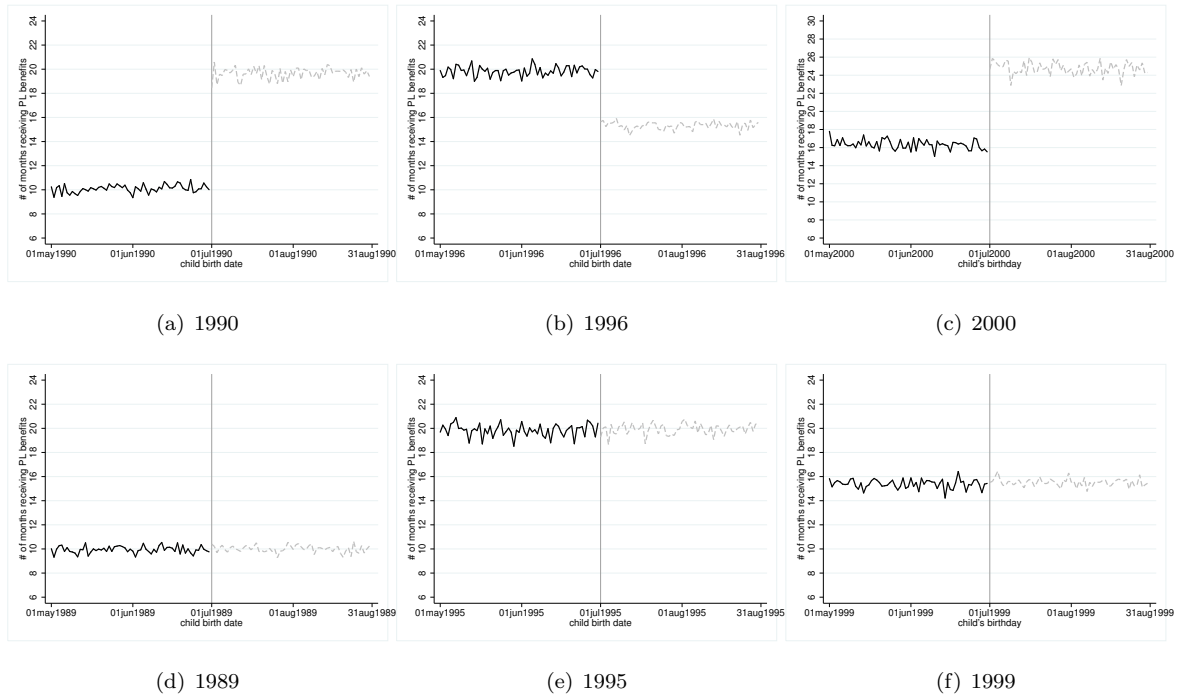 # of months receiving PL benefits
6 8 10 12 14 16 18 20 22 24
01may1990 01jun1990 01jul1990 01aug1990 31aug1990
child birth date
(a) 1990
# of months receiving PL benefits
6 8 10 12 14 16 18 20 22 24
01may1996 01jun1996 01jul1996 01aug1996 31aug1996
child birth date
(b) 1996
# of months receiving PL benefits
6 8 10 12 14 16 18 20 22 24 26 28 30
01may2000 01jun2000 01jul2000 01aug2000 31aug2000
child's birthday
(c) 2000
# of months receiving PL benefits
6 8 10 12 14 16 18 20 22 24
01may1989 01jun1989 01jul1989 01aug1989 31aug1989
child birth date
(d) 1989
# of months receiving PL benefits
6 8 10 12 14 16 18 20 22 24
01may1995 01jun1995 01jul1995 01aug1995 31aug1995
child birth date
(e) 1995
# of months receiving PL benefits
6 8 10 12 14 16 18 20 22 24
01may1999 01jun1999 01jul1999 01aug1999 31aug1999
child's birthday
(f) 1999